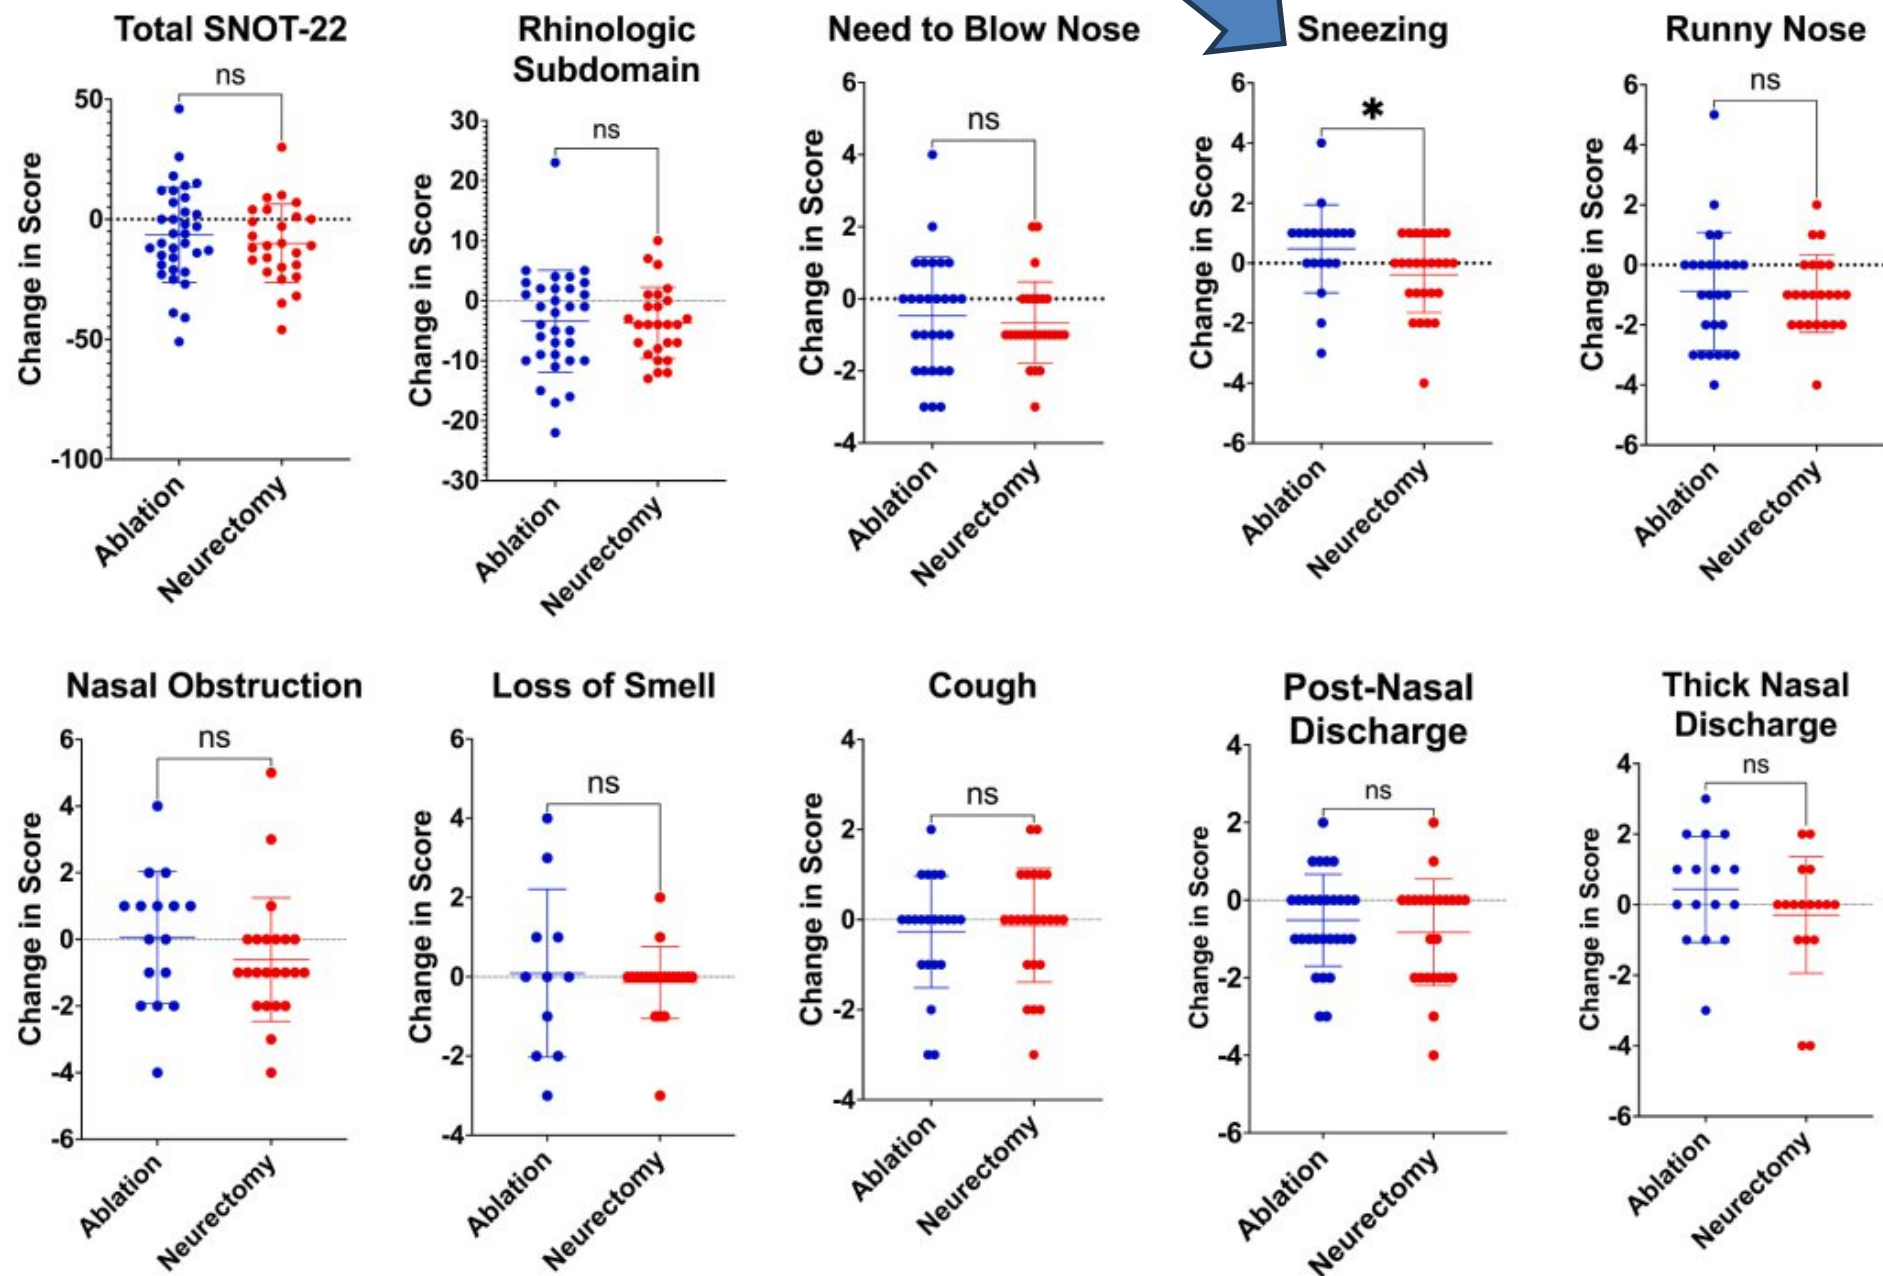 Total SNOT-22
ns
50
0
-50
-100
Change in Score
Ablation
Neurectomy
Rhinologic
Subdomain
ns
30
20
10
0
-10
-20
-30
Change in Score
Ablation
Neurectomy
Need to Blow Nose
ns
6
4
2
0
-2
-4
Change in Score
Ablation
Neurectomy
Sneezing
*
6
4
2
0
-2
-4
-6
Change in Score
Ablation
Neurectomy
Runny Nose
ns
6
4
2
0
-2
-4
-6
Change in Score
Ablation
Neurectomy
Nasal Obstruction
ns
6
4
2
0
-2
-4
-6
Change in Score
Ablation
Neurectomy
Loss of Smell
ns
6
4
2
0
-2
-4
Change in Score
Ablation
Neurectomy
Cough
ns
4
2
0
-2
-4
Change in Score
Ablation
Neurectomy
Post-Nasal
Discharge
ns
4
2
0
-2
-4
-6
Change in Score
Ablation
Neurectomy
Thick Nasal
Discharge
ns
4
2
0
-2
-4
-6
Change in Score
Ablation
Neurectomy